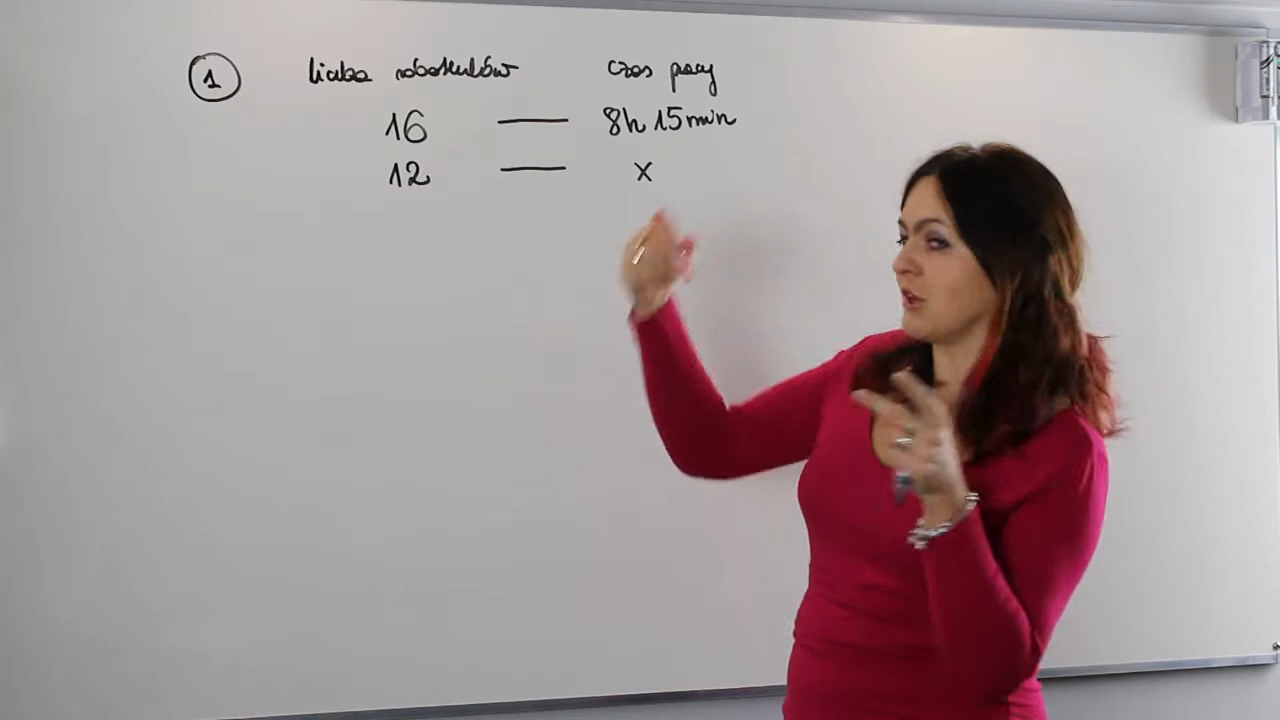 1 liczba robotników czas pracy
16 — 8h 15min
12 — x